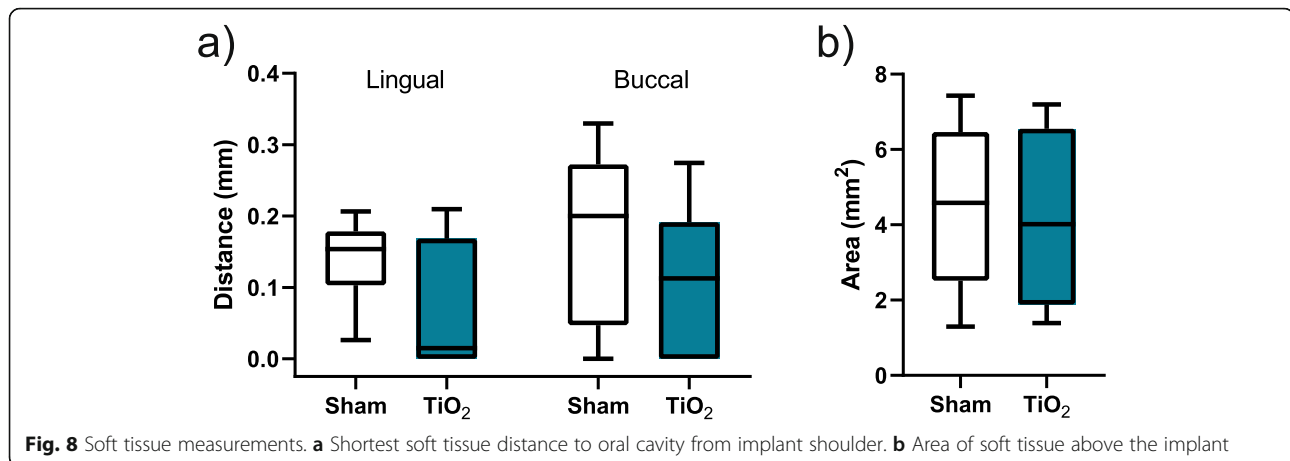 a)
b)
Lingual
Buccal
0.4
0.3
0.2
0.1
0.0
Distance (mm)
Sham
TiO₂
Sham
TiO₂
8
6
4
2
0
Area (mm²)
Sham
TiO₂
Fig. 8 Soft tissue measurements. a Shortest soft tissue distance to oral cavity from implant shoulder. b Area of soft tissue above the implant